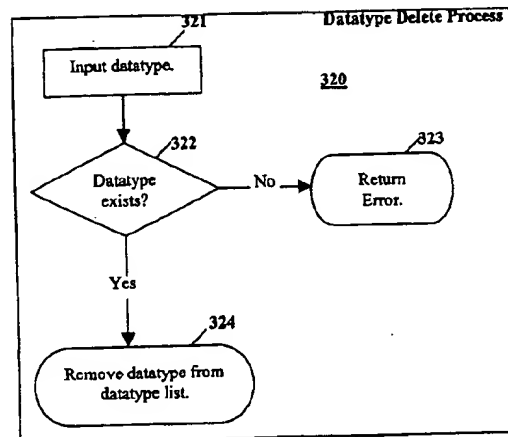 321
Datatype Delete Process
Input datatype.
320
322
323
Datatype
exists?
No
Return
Error.
Yes
324
Remove datatype from
datatype list.